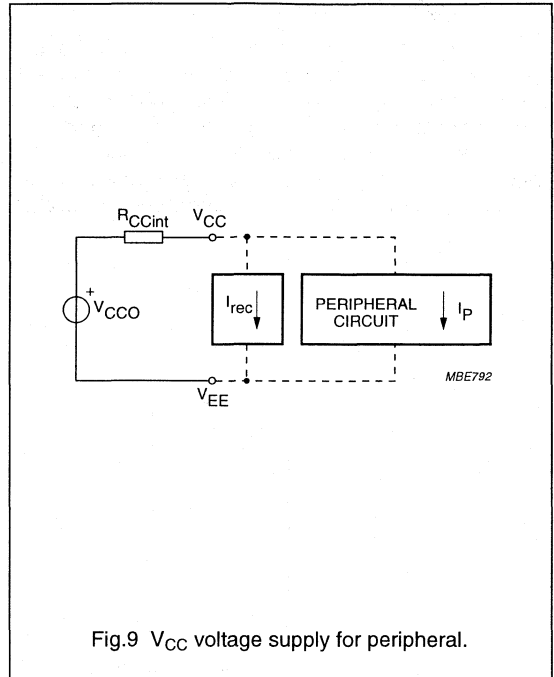 R_CCint V_CC
+
V_CCO
I_rec
PERIPHERAL
CIRCUIT
I_P
V_EE
MBE792
Fig.9 V_CC voltage supply for peripheral.